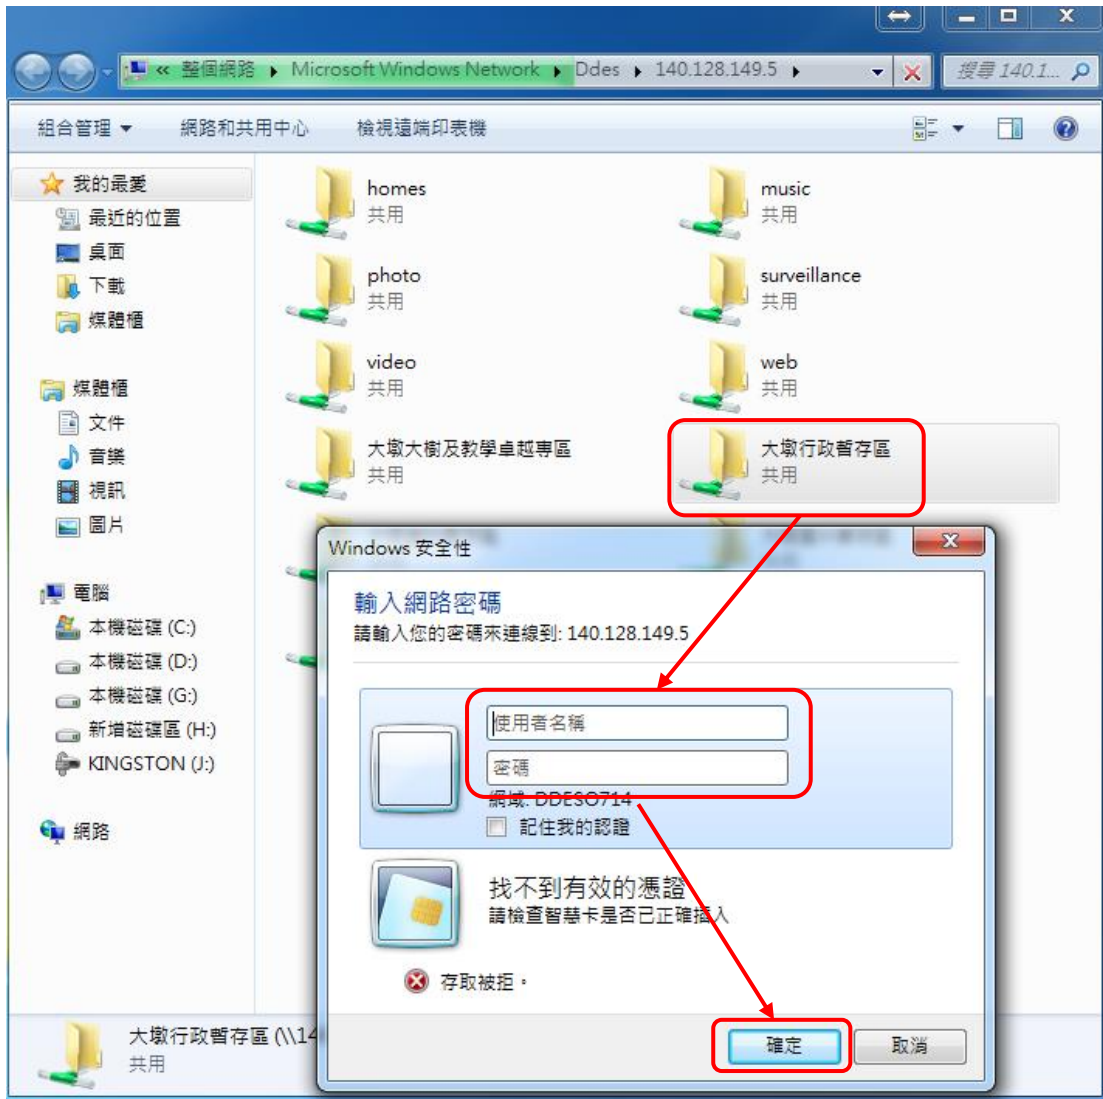 « 整個網路 ▸ Microsoft Windows Network ▸ Ddes ▸ 140.128.149.5 ▸
搜尋 140.1...
組合管理 ▼ 網路和共用中心 檢視遠端印表機
我的最愛
最近的位置
桌面
下載
媒體櫃
媒體櫃
文件
音樂
視訊
圖片
電腦
本機磁碟 (C:)
本機磁碟 (D:)
本機磁碟 (G:)
新增磁碟區 (H:)
KINGSTON (J:)
網路
homes
共用
music
共用
photo
共用
surveillance
共用
video
共用
web
共用
大墩大樹及教學卓越專區
共用
大墩行政暫存區
共用
Windows 安全性
輸入網路密碼
請輸入您的密碼來連線到: 140.128.149.5
使用者名稱
密碼
網域: DDESO714
記住我的認證
找不到有效的憑證
請檢查智慧卡是否已正確插入
存取被拒。
確定
取消
大墩行政暫存區 (\\14
共用